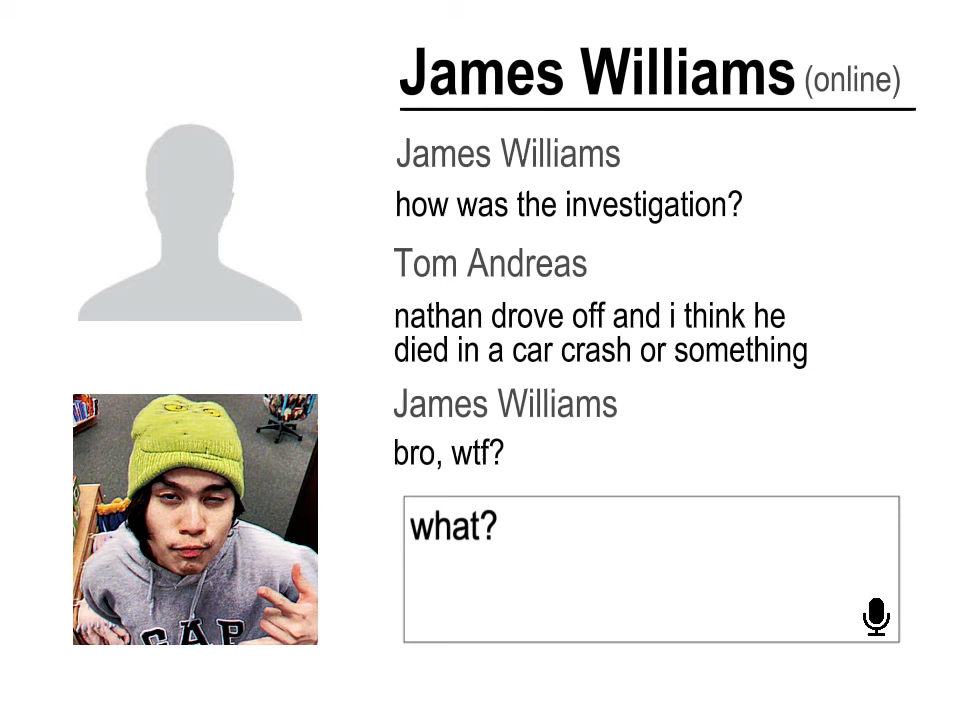 James Williams (online)
James Williams
how was the investigation?
Tom Andreas
nathan drove off and i think he
died in a car crash or something
James Williams
bro, wtf?
what?
GAP